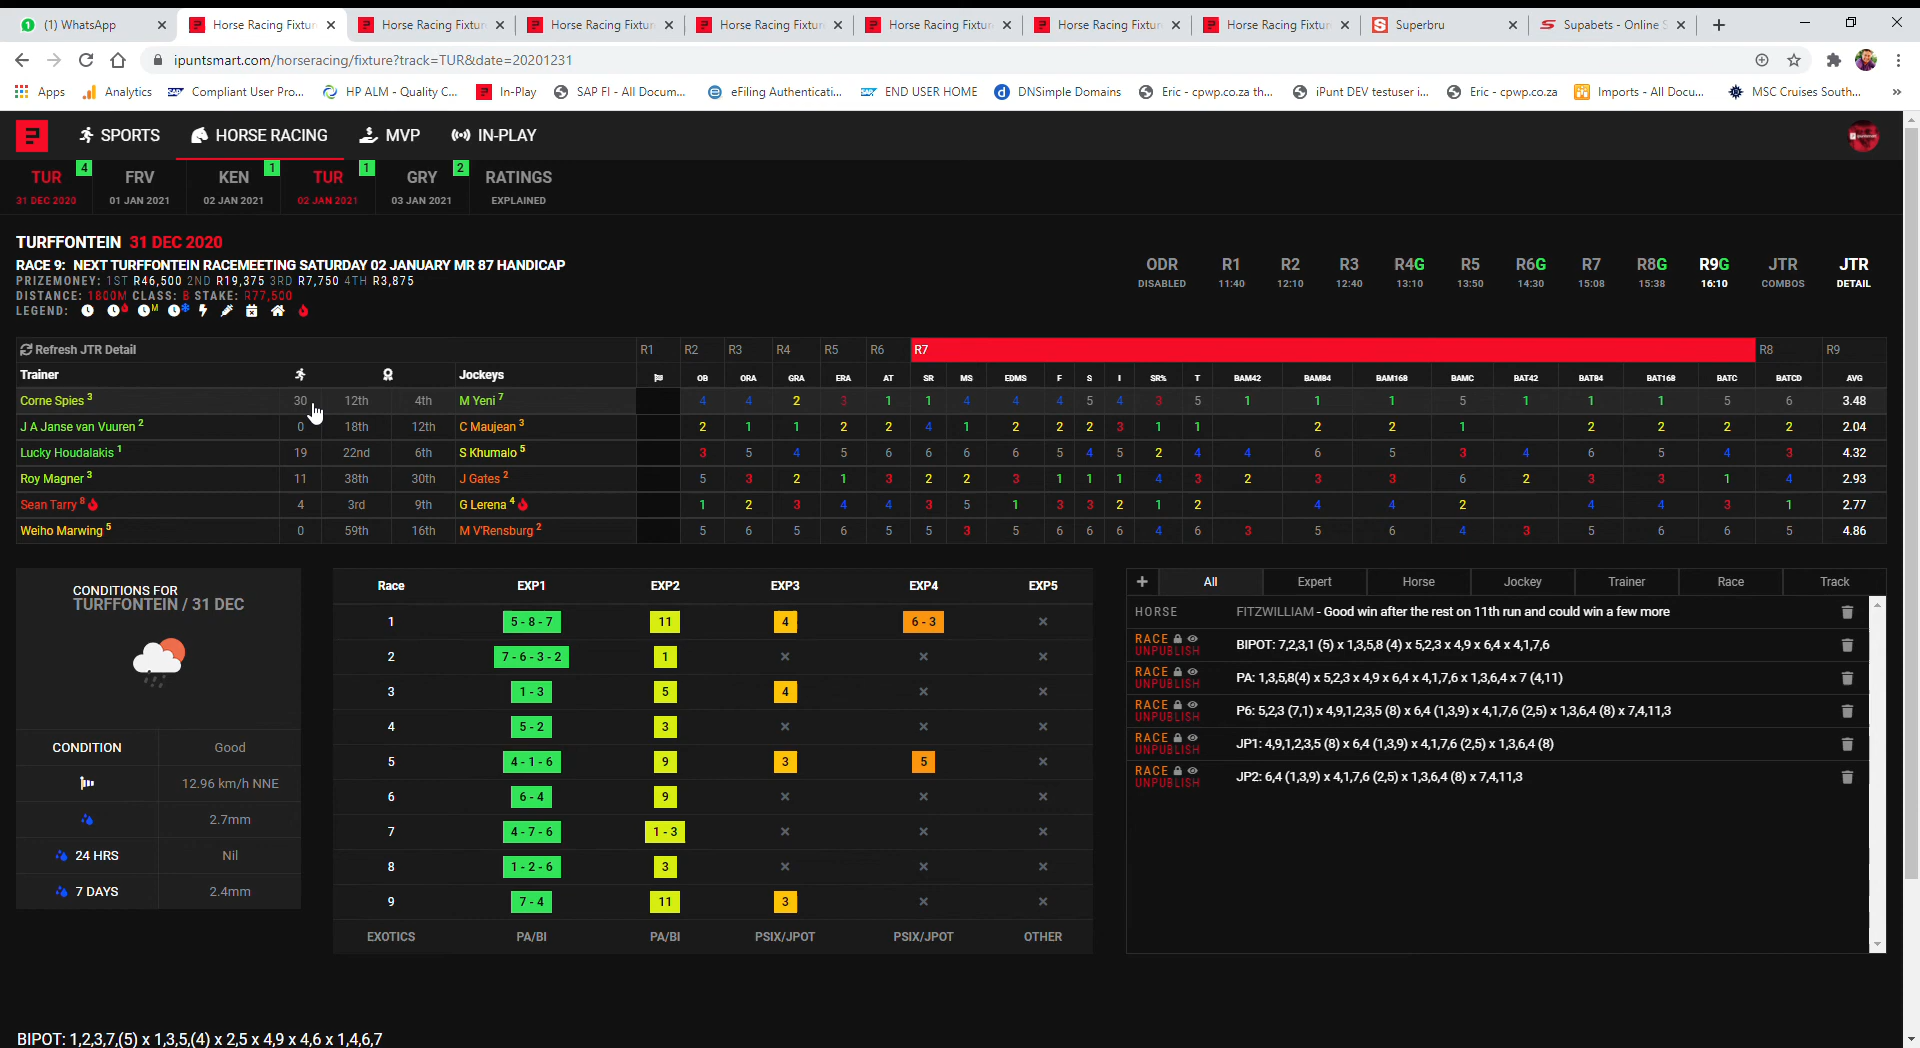 (1) WhatsApp
Horse Racing Fixtur
Horse Racing Fixtur
Horse Racing Fixtur
Horse Racing Fixtur
Horse Racing Fixtur
Horse Racing Fixtur
Horse Racing Fixtur
Superbru
Supabets - Online S
ipuntsmart.com/horseracing/fixture?track=TUR&date=20201231
Apps Analytics Compliant User Pro... HP ALM - Quality C... In-Play SAP FI - All Docum... eFiling Authenticati... END USER HOME DNSimple Domains Eric - cpwp.co.za th... iPunt DEV testuser i... Eric - cpwp.co.za Imports - All Docu... MSC Cruises South... »
SPORTS HORSE RACING MVP IN-PLAY
4 1 1 2
TUR FRV KEN TUR GRY RATINGS
31 DEC 2020 01 JAN 2021 02 JAN 2021 02 JAN 2021 03 JAN 2021 EXPLAINED
TURFFONTEIN 31 DEC 2020
RACE 9: NEXT TURFFONTEIN RACEMEETING SATURDAY 02 JANUARY MR 87 HANDICAP
PRIZEMONEY: 1ST R46,500 2ND R19,375 3RD R7,750 4TH R3,875
DISTANCE: 1800M CLASS: B STAKE: R77,500
LEGEND: M
ODR R1 R2 R3 R4G R5 R6G R7 R8G R9G JTR JTR
DISABLED 11:40 12:10 12:40 13:10 13:50 14:30 15:08 15:38 16:10 COMBOS DETAIL
Refresh JTR Detail R1 R2 R3 R4 R5 R6 R7 R8 R9
Trainer Jockeys OB ORA GRA ERA AT SR MS EDMS F S I SR% T BAM42 BAM84 BAM168 BAMC BAT42 BAT84 BAT168 BATC BATCD AVG
Corne Spies 3 30 12th 4th M Yeni 7 4 4 2 3 1 1 4 4 4 5 4 3 5 1 1 1 5 1 1 1 5 6 3.48
J A Janse van Vuuren 2 0 18th 12th C Maujean 3 2 1 1 2 2 4 1 2 2 2 3 1 1 2 2 1 2 2 2 2 2.04
Lucky Houdalakis 1 19 22nd 6th S Khumalo 5 3 5 4 5 6 6 6 6 5 4 5 2 4 4 6 5 3 4 6 5 4 3 4.32
Roy Magner 3 11 38th 30th J Gates 2 5 3 2 1 3 2 2 3 1 1 1 4 3 2 3 3 6 2 3 3 1 4 2.93
Sean Tarry 8 4 3rd 9th G Lerena 4 1 2 3 4 4 3 5 1 3 3 2 1 2 4 4 2 4 4 3 1 2.77
Weiho Marwing 5 0 59th 16th M V'Rensburg 2 5 6 5 6 5 5 3 5 6 6 6 4 6 3 5 6 4 3 5 6 6 5 4.86
CONDITIONS FOR
TURFFONTEIN / 31 DEC
CONDITION Good
12.96 km/h NNE
2.7mm
24 HRS Nil
7 DAYS 2.4mm
Race EXP1 EXP2 EXP3 EXP4 EXP5
1 5 - 8 - 7 11 4 6 - 3 ×
2 7 - 6 - 3 - 2 1 × × ×
3 1 - 3 5 4 × ×
4 5 - 2 3 × × ×
5 4 - 1 - 6 9 3 5 ×
6 6 - 4 9 × × ×
7 4 - 7 - 6 1 - 3 × × ×
8 1 - 2 - 6 3 × × ×
9 7 - 4 11 3 × ×
EXOTICS PA/BI PA/BI PSIX/JPOT PSIX/JPOT OTHER
+ All Expert Horse Jockey Trainer Race Track
HORSE FITZWILLIAM - Good win after the rest on 11th run and could win a few more
RACE UNPUBLISH BIPOT: 7,2,3,1 (5) x 1,3,5,8 (4) x 5,2,3 x 4,9 x 6,4 x 4,1,7,6
RACE UNPUBLISH PA: 1,3,5,8(4) x 5,2,3 x 4,9 x 6,4 x 4,1,7,6 x 1,3,6,4 x 7 (4,11)
RACE UNPUBLISH P6: 5,2,3 (7,1) x 4,9,1,2,3,5 (8) x 6,4 (1,3,9) x 4,1,7,6 (2,5) x 1,3,6,4 (8) x 7,4,11,3
RACE UNPUBLISH JP1: 4,9,1,2,3,5 (8) x 6,4 (1,3,9) x 4,1,7,6 (2,5) x 1,3,6,4 (8)
RACE UNPUBLISH JP2: 6,4 (1,3,9) x 4,1,7,6 (2,5) x 1,3,6,4 (8) x 7,4,11,3
BIPOT: 1,2,3,7,(5) x 1,3,5,(4) x 2,5 x 4,9 x 4,6 x 1,4,6,7